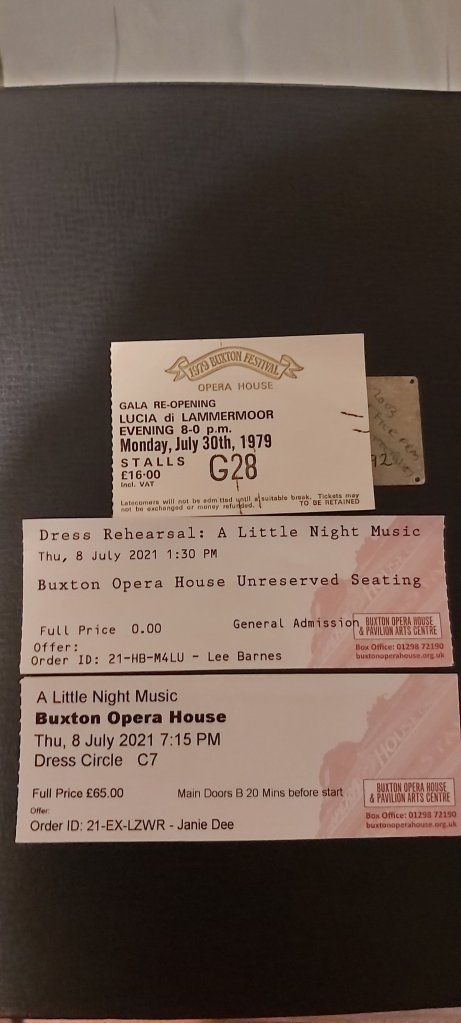 1979 BUXTON FESTIVAL
OPERA HOUSE
GALA RE-OPENING
LUCIA di LAMMERMOOR
EVENING 8-0 p.m.
Monday, July 30th, 1979
STALLS G28
£16·00
Incl. VAT
Latecomers will not be admitted until a suitable break. Tickets may
not be exchanged or money refunded. TO BE RETAINED
2003
92
Dress Rehearsal: A Little Night Music
Thu, 8 July 2021 1:30 PM
Buxton Opera House Unreserved Seating
Full Price 0.00 General Admission
Offer:
Order ID: 21-HB-M4LU - Lee Barnes
BUXTON OPERA HOUSE
& PAVILION ARTS CENTRE
Box Office: 01298 72190
buxtonoperahouse.org.uk
A Little Night Music
Buxton Opera House
Thu, 8 July 2021 7:15 PM
Dress Circle C7
Full Price £65.00 Main Doors B 20 Mins before start
Offer:
Order ID: 21-EX-LZWR - Janie Dee
BUXTON OPERA HOUSE
& PAVILION ARTS CENTRE
Box Office: 01298 72190
buxtonoperahouse.org.uk